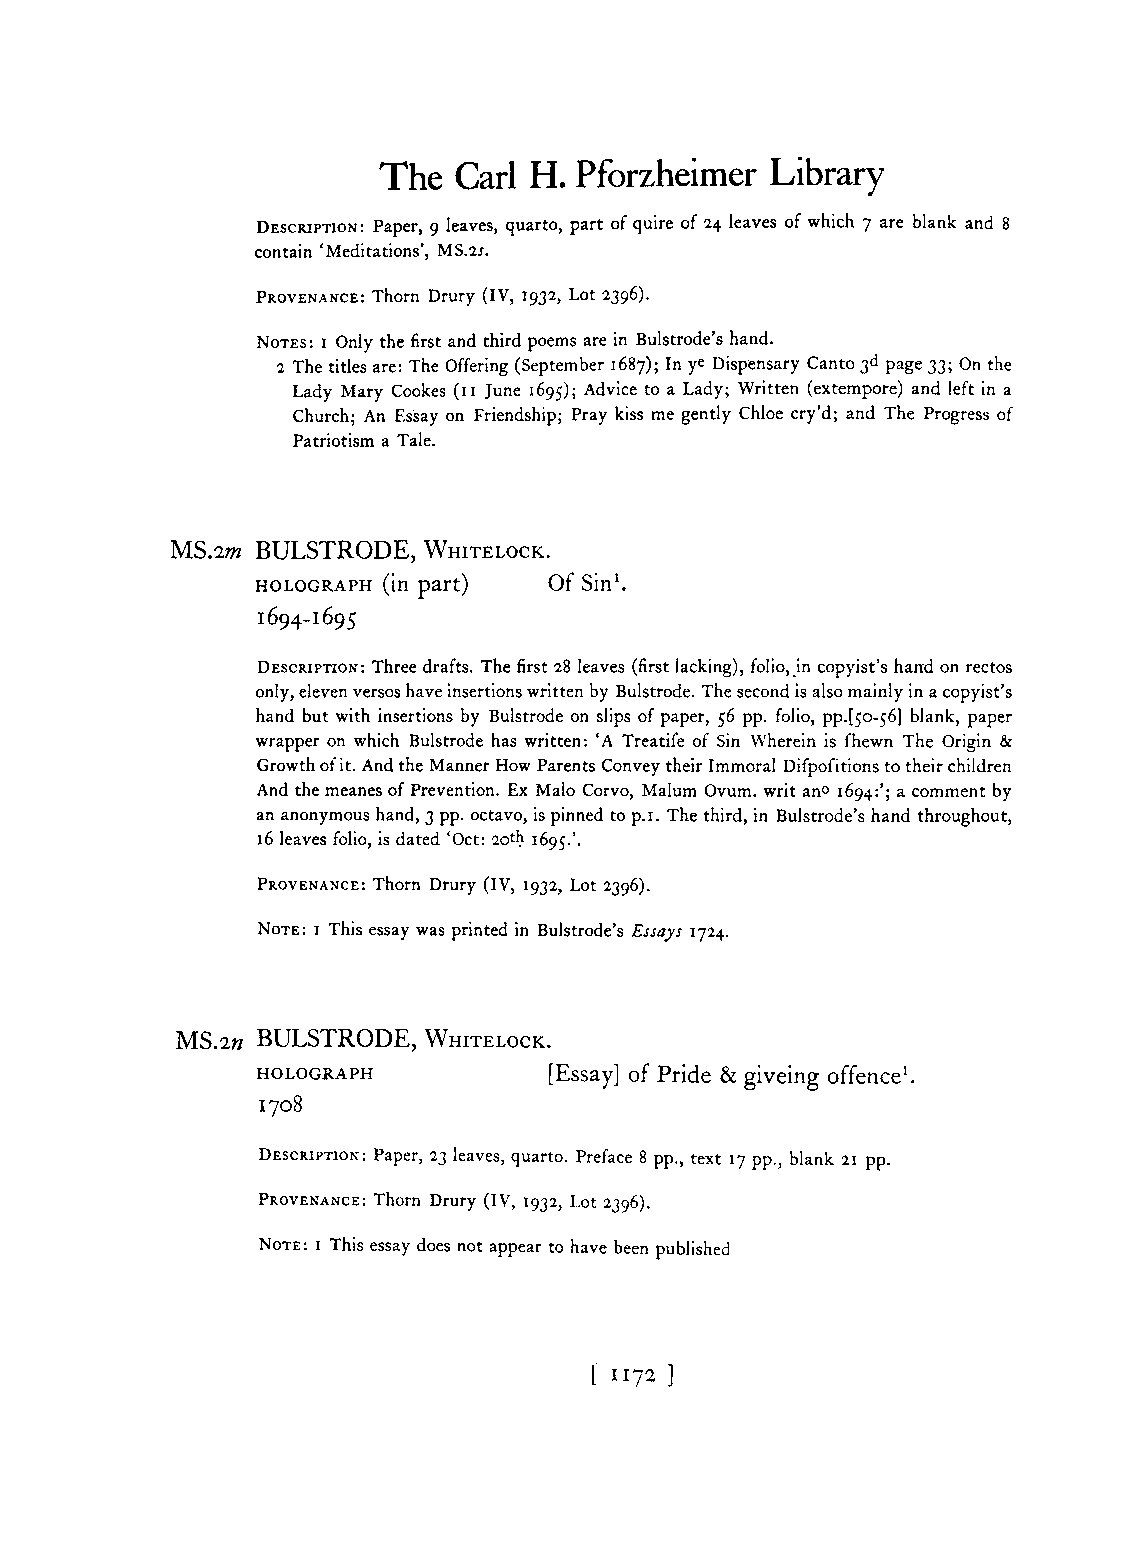 The Carl H. Pforzheimer Library
DESCRIPTION: Paper, 9 leaves, quarto, part of quire of 24 leaves of which 7 are blank and 8
contain ‘Meditations’, MS.2s.
PROVENANCE: Thorn Drury (IV, 1932, Lot 2396).
NOTES: 1 Only the first and third poems are in Bulstrode’s hand.
2 The titles are: The Offering (September 1687); In yᵉ Dispensary Canto 3ᵈ page 33; On the
Lady Mary Cookes (11 June 1695); Advice to a Lady; Written (extempore) and left in a
Church; An Essay on Friendship; Pray kiss me gently Chloe cry’d; and The Progress of
Patriotism a Tale.
MS.2m BULSTRODE, WHITELOCK.
HOLOGRAPH (in part) Of Sin¹.
1694-1695
DESCRIPTION: Three drafts. The first 28 leaves (first lacking), folio, in copyist’s hand on rectos
only, eleven versos have insertions written by Bulstrode. The second is also mainly in a copyist’s
hand but with insertions by Bulstrode on slips of paper, 56 pp. folio, pp.[50-56] blank, paper
wrapper on which Bulstrode has written: ‘A Treatiſe of Sin Wherein is ſhewn The Origin &
Growth of it. And the Manner How Parents Convey their Immoral Diſpoſitions to their children
And the meanes of Prevention. Ex Malo Corvo, Malum Ovum. writ anº 1694:’; a comment by
an anonymous hand, 3 pp. octavo, is pinned to p.1. The third, in Bulstrode’s hand throughout,
16 leaves folio, is dated ‘Oct: 20ᵗʰ 1695.’.
PROVENANCE: Thorn Drury (IV, 1932, Lot 2396).
NOTE: 1 This essay was printed in Bulstrode’s Essays 1724.
MS.2n BULSTRODE, WHITELOCK.
HOLOGRAPH [Essay] of Pride & giveing offence¹.
1708
DESCRIPTION: Paper, 23 leaves, quarto. Preface 8 pp., text 17 pp., blank 21 pp.
PROVENANCE: Thorn Drury (IV, 1932, Lot 2396).
NOTE: 1 This essay does not appear to have been published
[ 1172 ]